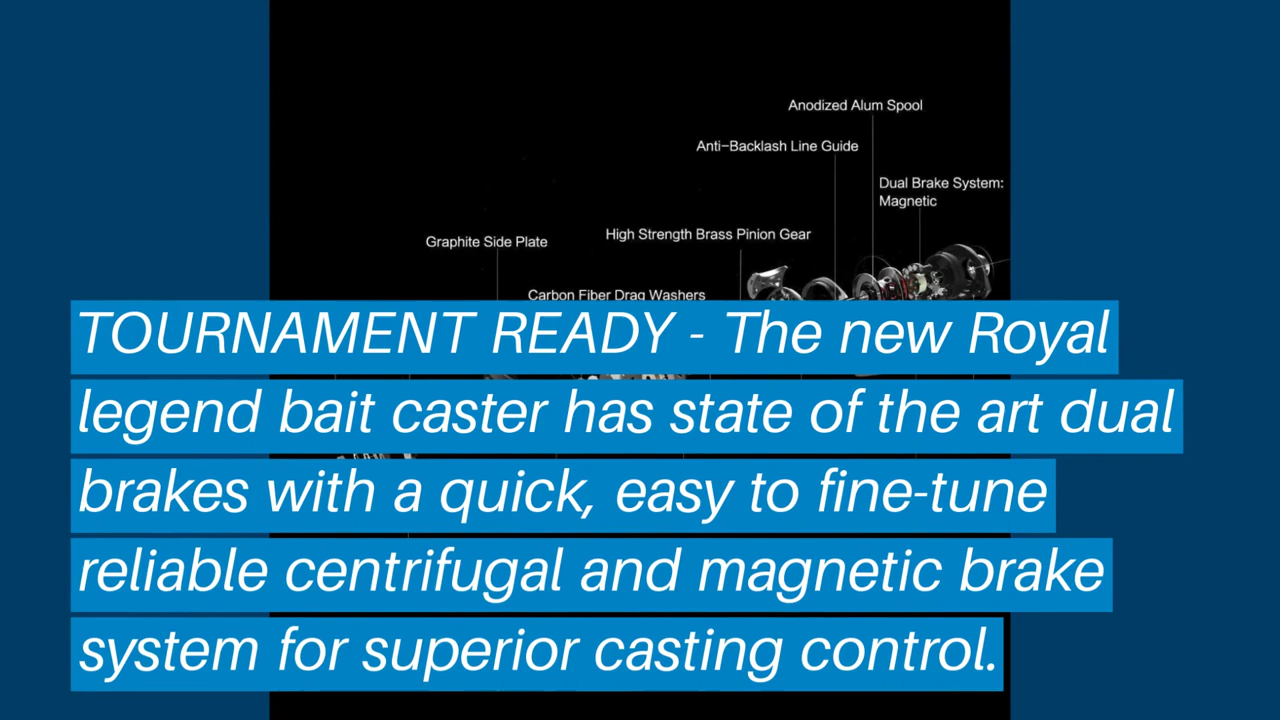 Anodized Alum Spool
Anti-Backlash Line Guide
Dual Brake System:
Magnetic
High Strength Brass Pinion Gear
Graphite Side Plate
Carbon Fiber Drag Washers
TOURNAMENT READY - The new Royal
legend bait caster has state of the art dual
brakes with a quick, easy to fine-tune
reliable centrifugal and magnetic brake
system for superior casting control.